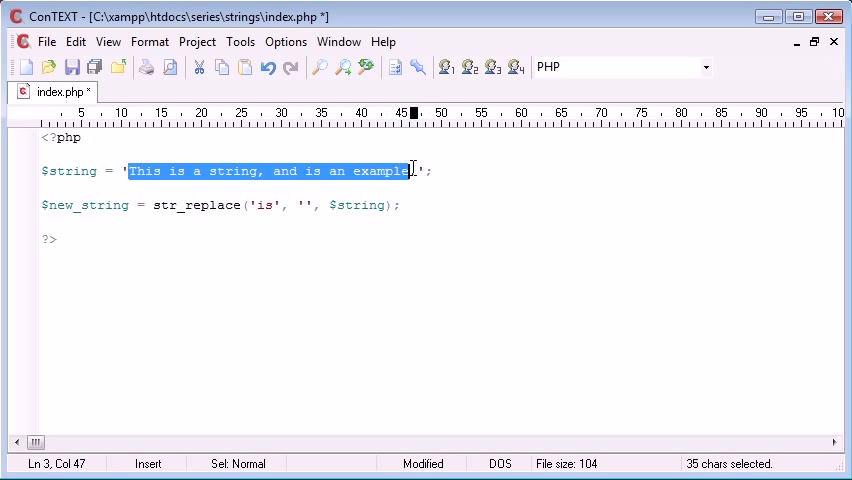 ConTEXT - [C:\xampp\htdocs\series\strings\index.php *]
File Edit View Format Project Tools Options Window Help
PHP
index.php *
5 10 15 20 25 30 35 40 45 50 55 60 65 70 75 80 85 90 95 10
<?php
$string = 'This is a string, and is an example.';
$new_string = str_replace('is', '', $string);
?>
Ln 3, Col 47 Insert Sel: Normal Modified DOS File size: 104 35 chars selected.